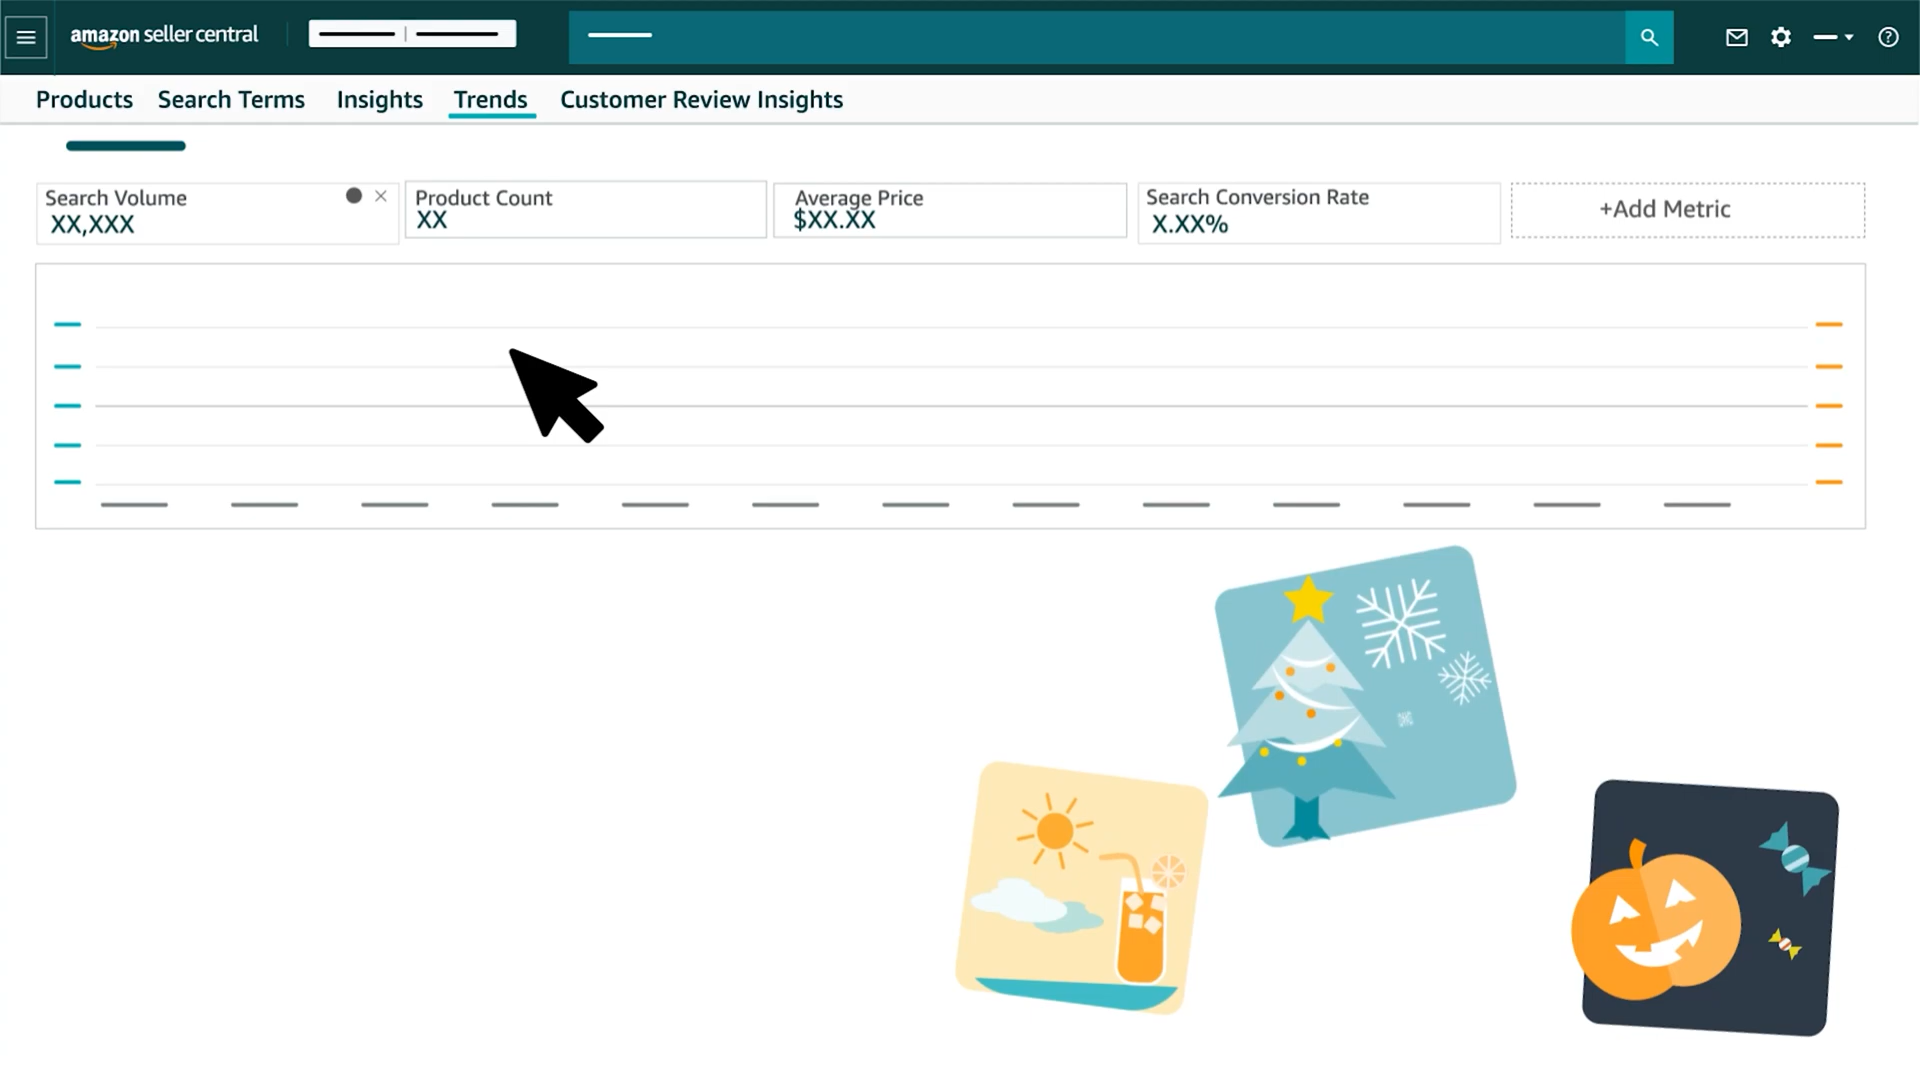 amazon seller central
Products Search Terms Insights Trends Customer Review Insights
Search Volume
XX,XXX
Product Count
XX
Average Price
$XX.XX
Search Conversion Rate
X.XX%
+Add Metric